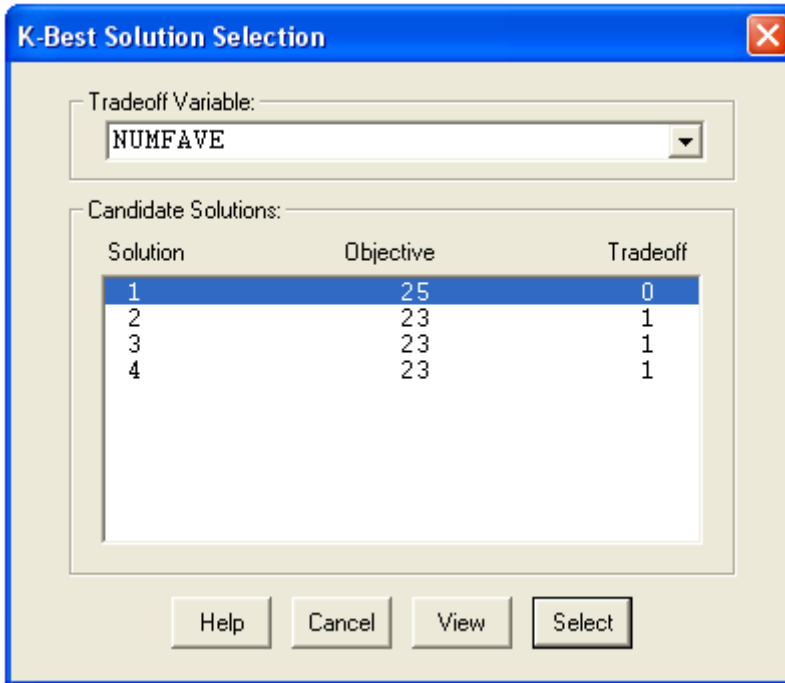 K-Best Solution Selection
Tradeoff Variable:
NUMFAVE
Candidate Solutions:
Solution Objective Tradeoff
1 25 0
2 23 1
3 23 1
4 23 1
Help Cancel View Select